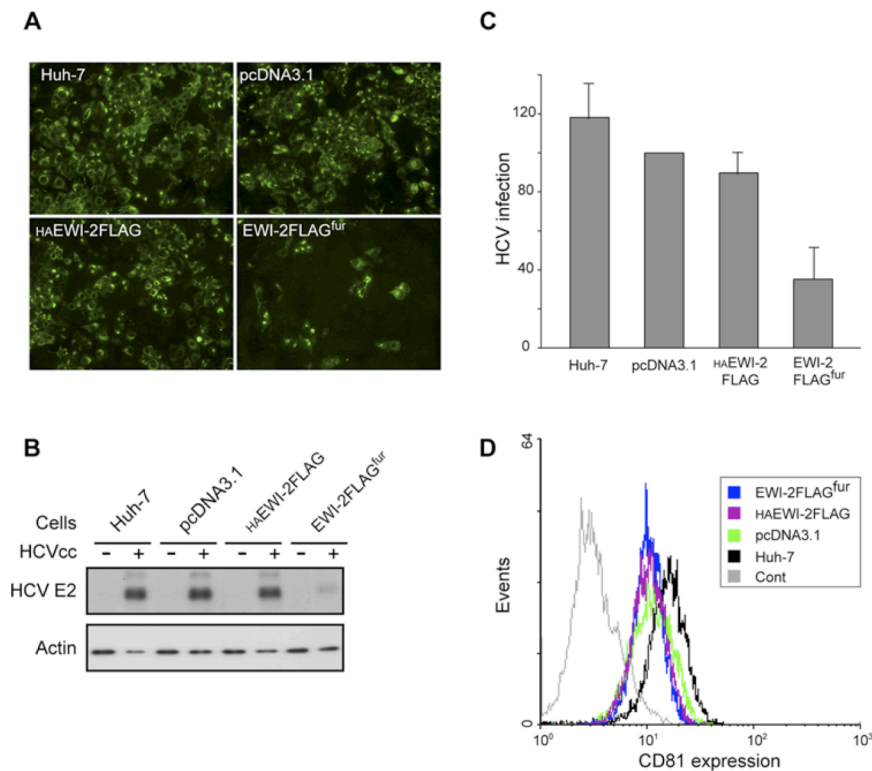 A
Huh-7
pcDNA3.1
HAEWI-2FLAG
EWI-2FLAGfur
B
Cells
Huh-7
pcDNA3.1
HAEWI-2FLAG
EWI-2FLAGfur
HCVcc
- + - + - + - +
HCV E2
Actin
C
HCV infection
120
80
40
0
Huh-7
pcDNA3.1
HAEWI-2
FLAG
EWI-2
FLAGfur
D
64
Events
0
EWI-2FLAGfur
HAEWI-2FLAG
pcDNA3.1
Huh-7
Cont
100
101
102
103
CD81 expression